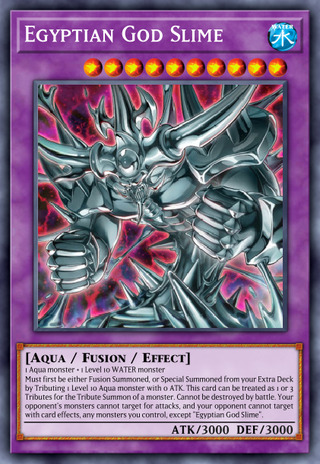 Egyptian God Slime
WATER
水
[Aqua / Fusion / Effect]
1 Aqua monster + 1 Level 10 WATER monster
Must first be either Fusion Summoned, or Special Summoned from your Extra Deck
by Tributing 1 Level 10 Aqua monster with 0 ATK. This card can be treated as 1 or 3
Tributes for the Tribute Summon of a monster. Cannot be destroyed by battle. Your
opponent's monsters cannot target for attacks, and your opponent cannot target
with card effects, any monsters you control, except "Egyptian God Slime".
ATK/3000 DEF/3000